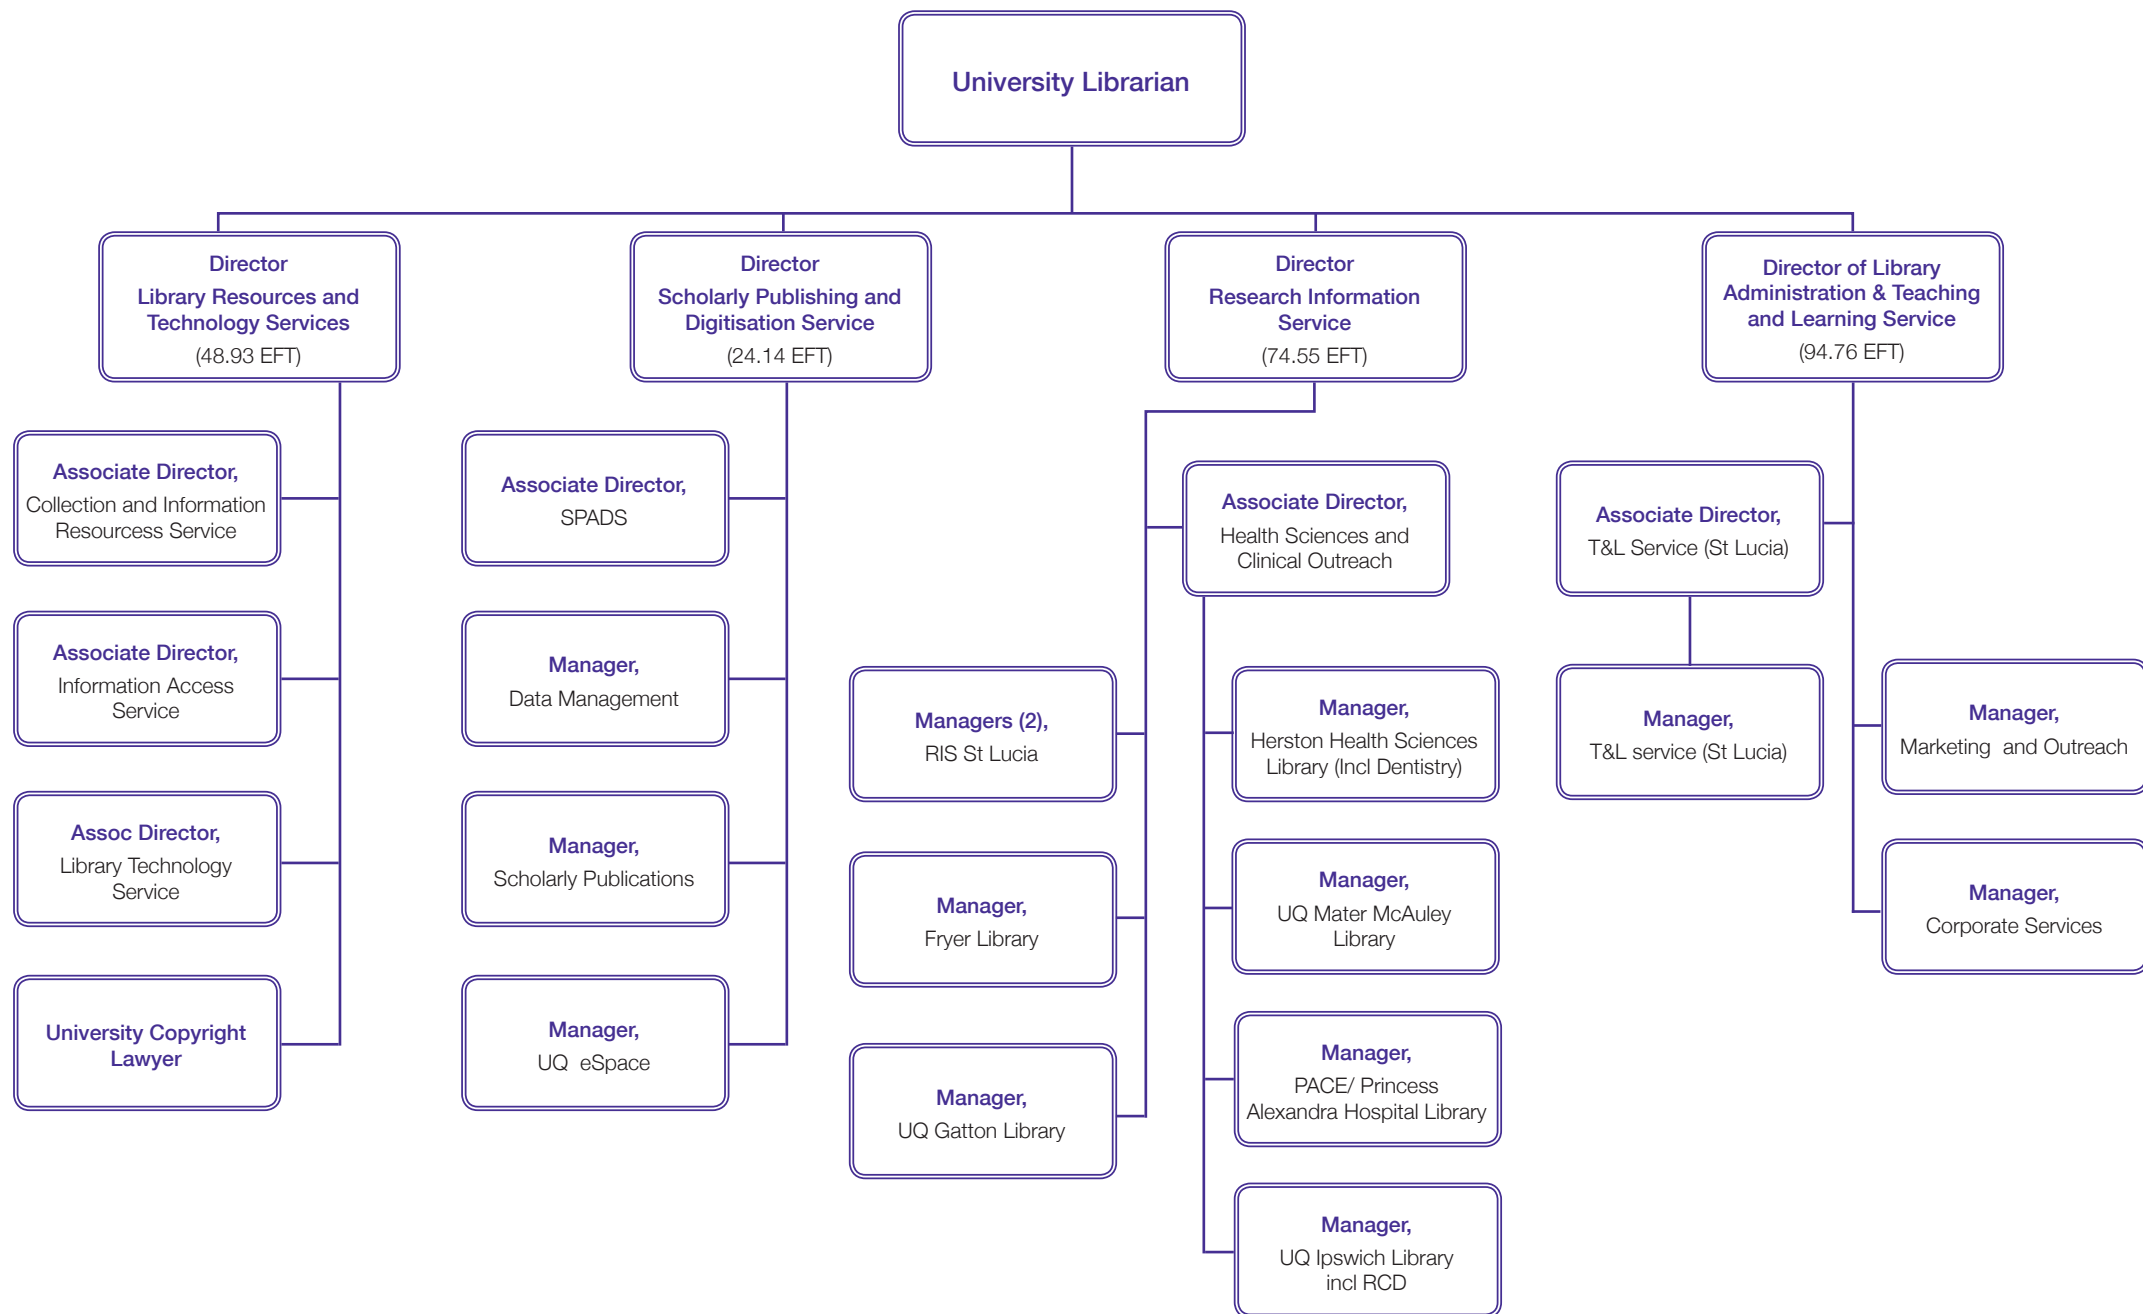 University Librarian
Director
Library Resources and
Technology Services
(48.93 EFT)
Director
Scholarly Publishing and
Digitisation Service
(24.14 EFT)
Director
Research Information
Service
(74.55 EFT)
Director of Library
Administration & Teaching
and Learning Service
(94.76 EFT)
Associate Director,
Collection and Information
Resourcess Service
Associate Director,
Information Access
Service
Assoc Director,
Library Technology
Service
University Copyright
Lawyer
Associate Director,
SPADS
Manager,
Data Management
Manager,
Scholarly Publications
Manager,
UQ eSpace
Associate Director,
Health Sciences and
Clinical Outreach
Managers (2),
RIS St Lucia
Manager,
Fryer Library
Manager,
UQ Gatton Library
Manager,
Herston Health Sciences
Library (Incl Dentistry)
Manager,
UQ Mater McAuley
Library
Manager,
PACE/ Princess
Alexandra Hospital Library
Manager,
UQ Ipswich Library
incl RCD
Associate Director,
T&L Service (St Lucia)
Manager,
T&L service (St Lucia)
Manager,
Marketing and Outreach
Manager,
Corporate Services